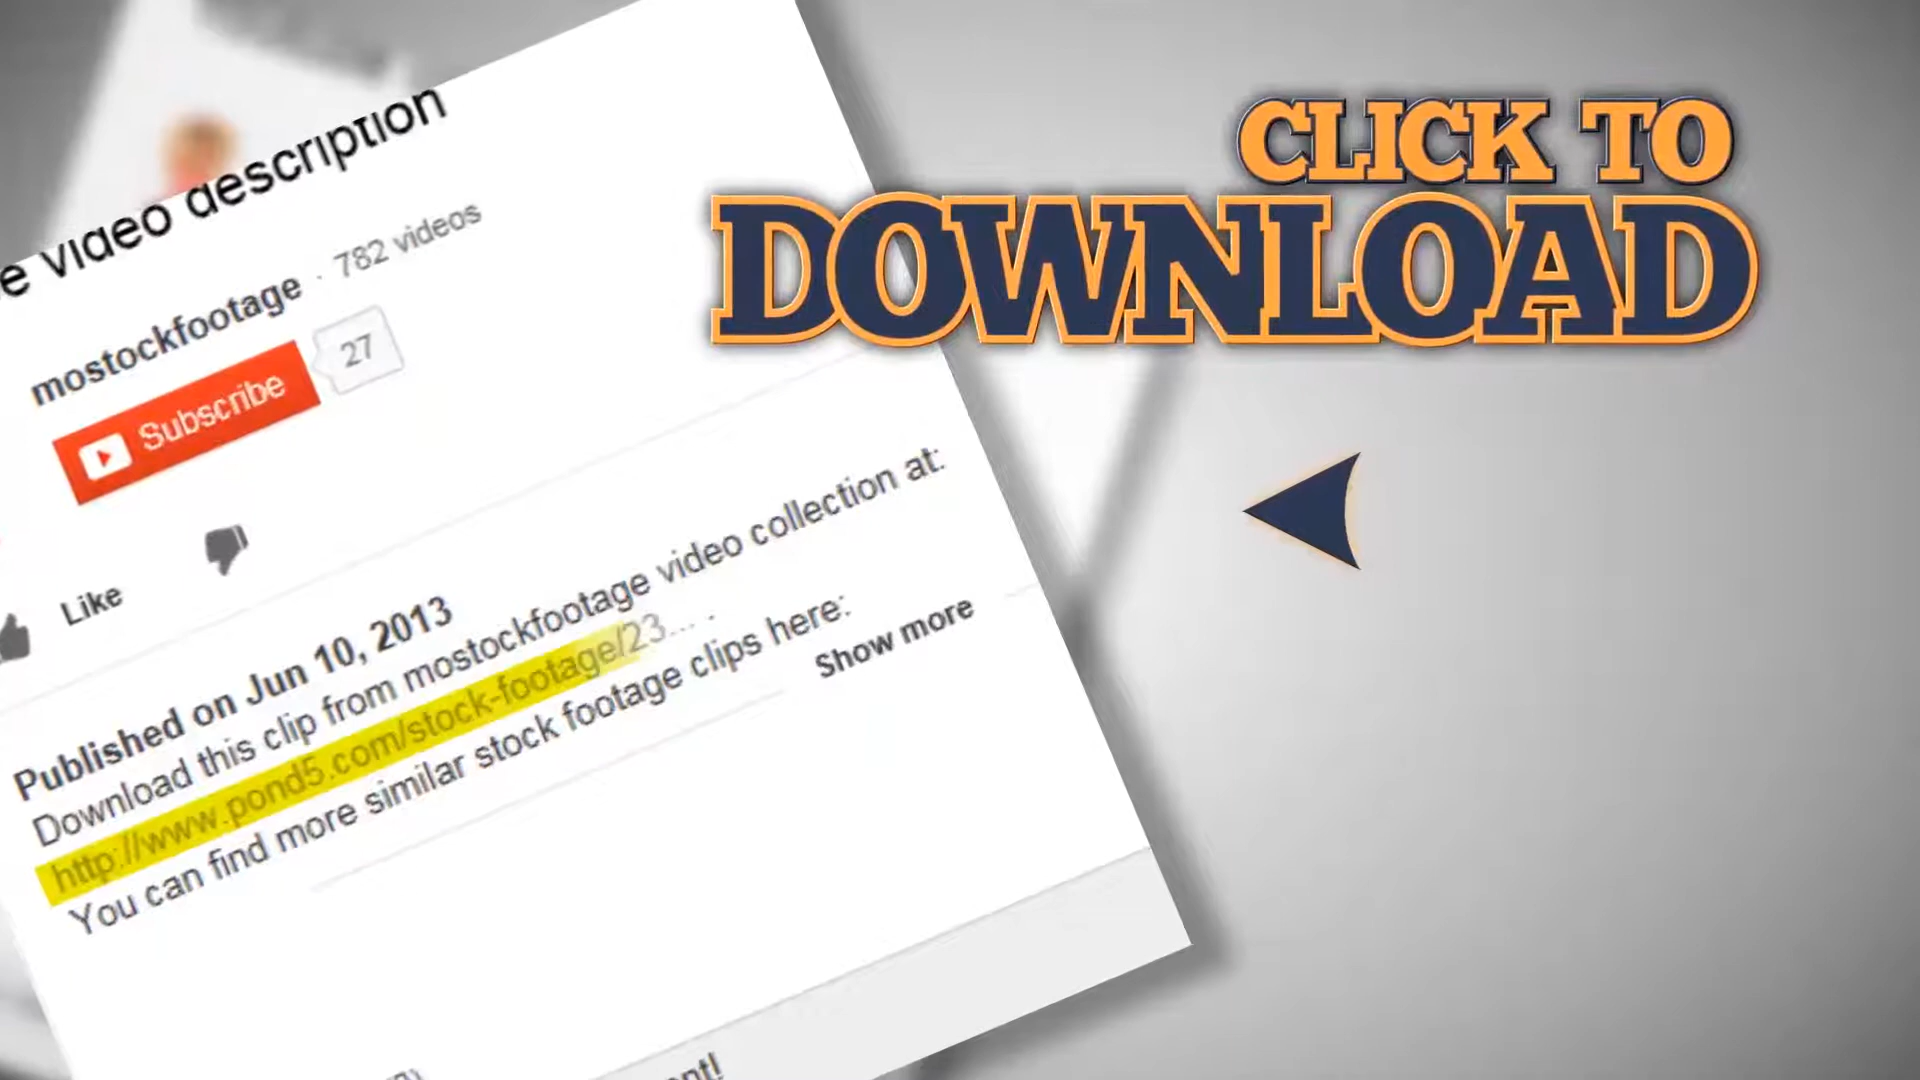 CLICK TO
DOWNLOAD
e video description
mostockfootage · 782 videos
Subscribe 27
Like
Published on Jun 10, 2013
Download this clip from mostockfootage video collection at:
http://www.pond5.com/stock-footage/23... .
You can find more similar stock footage clips here:
Show more